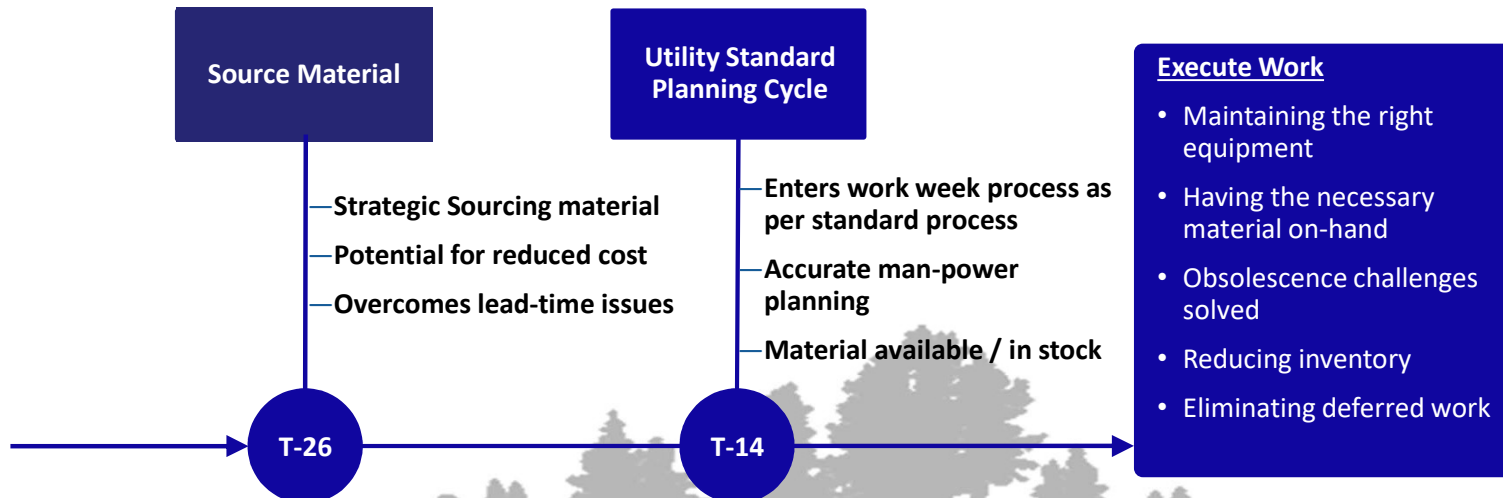 Source Material
Strategic Sourcing material
Potential for reduced cost
Overcomes lead-time issues
T-26
Utility Standard
Planning Cycle
Enters work week process as
per standard process
Accurate man-power
planning
Material available / in stock
T-14
Execute Work
• Maintaining the right
equipment
• Having the necessary
material on-hand
• Obsolescence challenges
solved
• Reducing inventory
• Eliminating deferred work